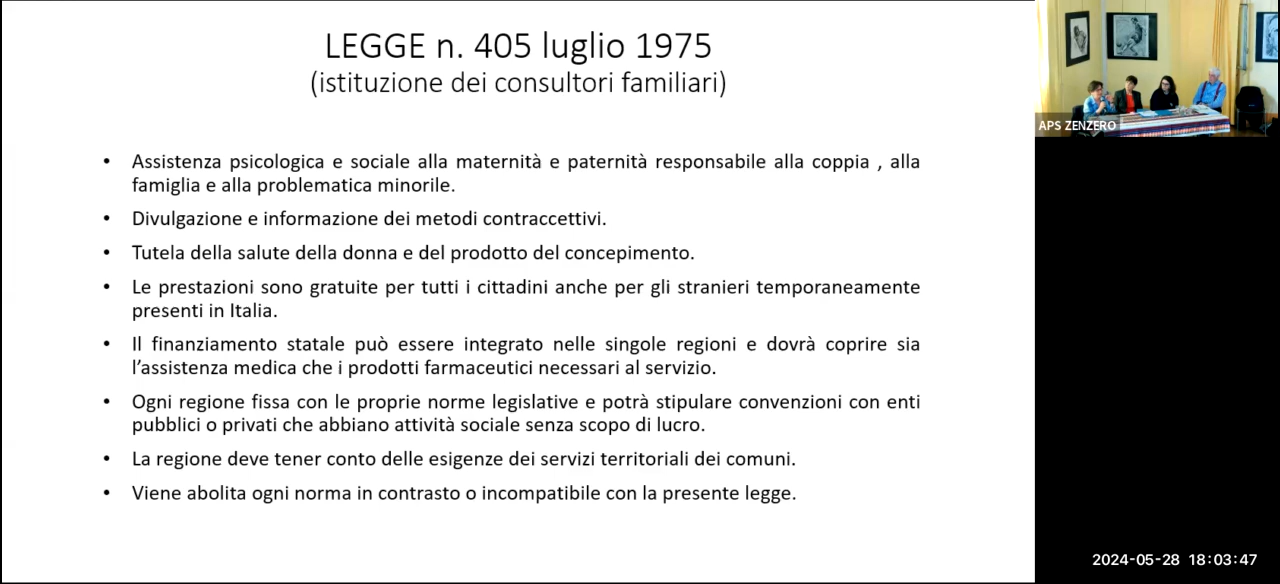 LEGGE n. 405 luglio 1975
(istituzione dei consultori familiari)
• Assistenza psicologica e sociale alla maternità e paternità responsabile alla coppia , alla
famiglia e alla problematica minorile.
• Divulgazione e informazione dei metodi contraccettivi.
• Tutela della salute della donna e del prodotto del concepimento.
• Le prestazioni sono gratuite per tutti i cittadini anche per gli stranieri temporaneamente
presenti in Italia.
• Il finanziamento statale può essere integrato nelle singole regioni e dovrà coprire sia
l’assistenza medica che i prodotti farmaceutici necessari al servizio.
• Ogni regione fissa con le proprie norme legislative e potrà stipulare convenzioni con enti
pubblici o privati che abbiano attività sociale senza scopo di lucro.
• La regione deve tener conto delle esigenze dei servizi territoriali dei comuni.
• Viene abolita ogni norma in contrasto o incompatibile con la presente legge.
APS ZENZERO
2024-05-28 18:03:47